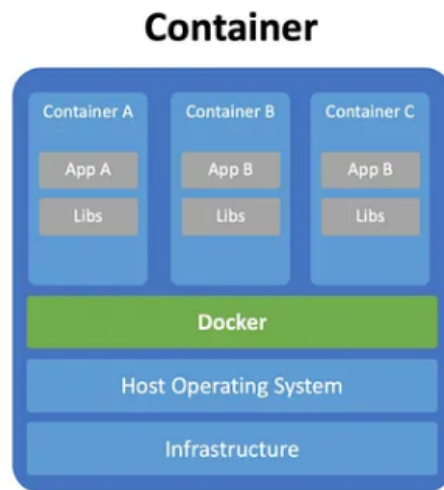 Container
Container A
Container B
Container C
App A
App B
App B
Libs
Libs
Libs
Docker
Host Operating System
Infrastructure